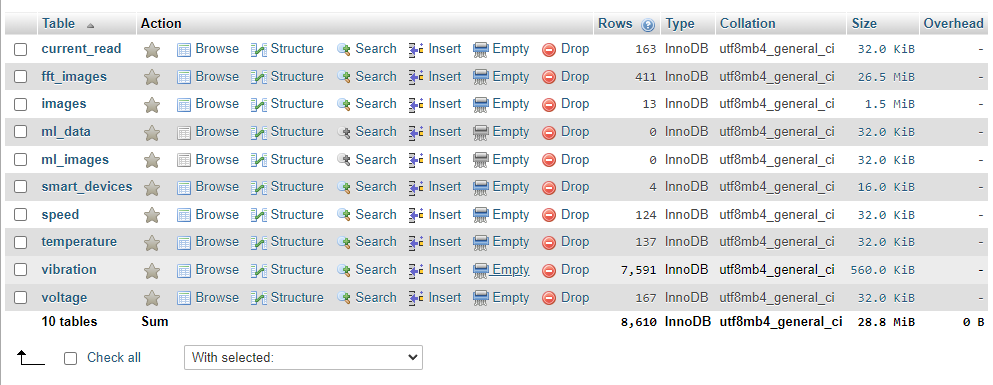 Table Action Rows Type Collation Size Overhead
current_read Browse Structure Search Insert Empty Drop 163 InnoDB utf8mb4_general_ci 32.0 KiB -
fft_images Browse Structure Search Insert Empty Drop 411 InnoDB utf8mb4_general_ci 26.5 MiB -
images Browse Structure Search Insert Empty Drop 13 InnoDB utf8mb4_general_ci 1.5 MiB -
ml_data Browse Structure Search Insert Empty Drop 0 InnoDB utf8mb4_general_ci 32.0 KiB -
ml_images Browse Structure Search Insert Empty Drop 0 InnoDB utf8mb4_general_ci 32.0 KiB -
smart_devices Browse Structure Search Insert Empty Drop 4 InnoDB utf8mb4_general_ci 16.0 KiB -
speed Browse Structure Search Insert Empty Drop 124 InnoDB utf8mb4_general_ci 32.0 KiB -
temperature Browse Structure Search Insert Empty Drop 137 InnoDB utf8mb4_general_ci 32.0 KiB -
vibration Browse Structure Search Insert Empty Drop 7,591 InnoDB utf8mb4_general_ci 560.0 KiB -
voltage Browse Structure Search Insert Empty Drop 167 InnoDB utf8mb4_general_ci 32.0 KiB -
10 tables Sum 8,610 InnoDB utf8mb4_general_ci 28.8 MiB 0 B
Check all With selected: